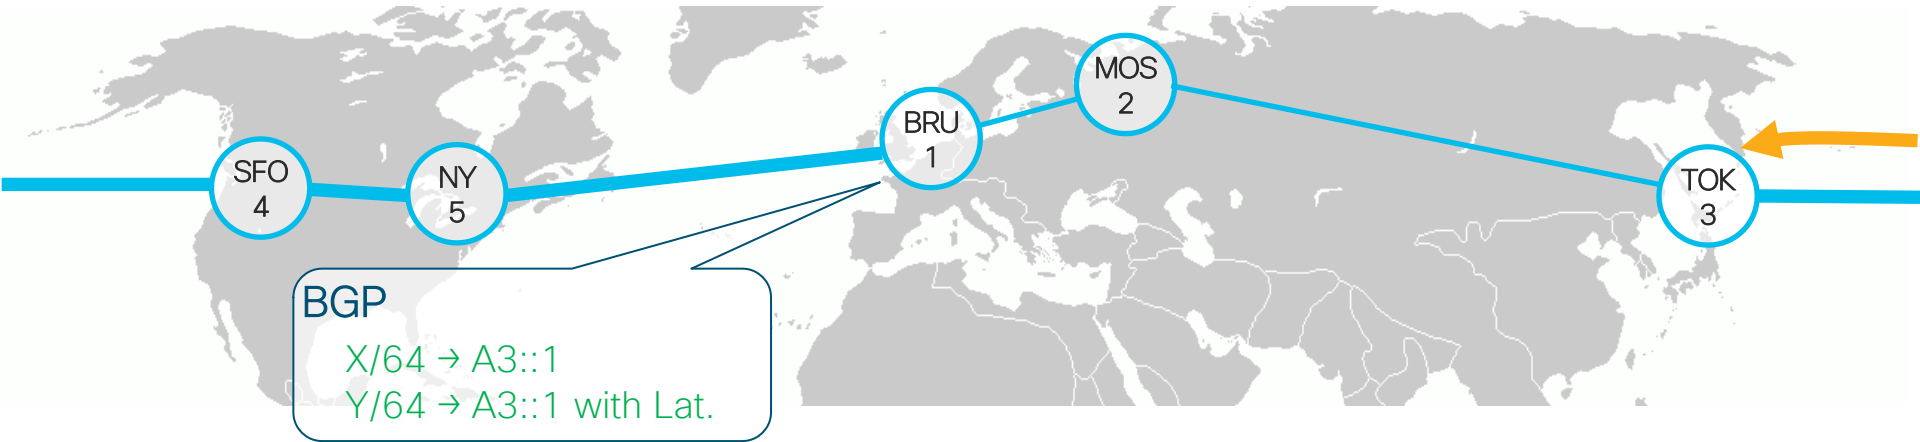 MOS
2
BRU
1
SFO
4
NY
5
TOK
3
BGP
X/64 → A3::1
Y/64 → A3::1 with Lat.